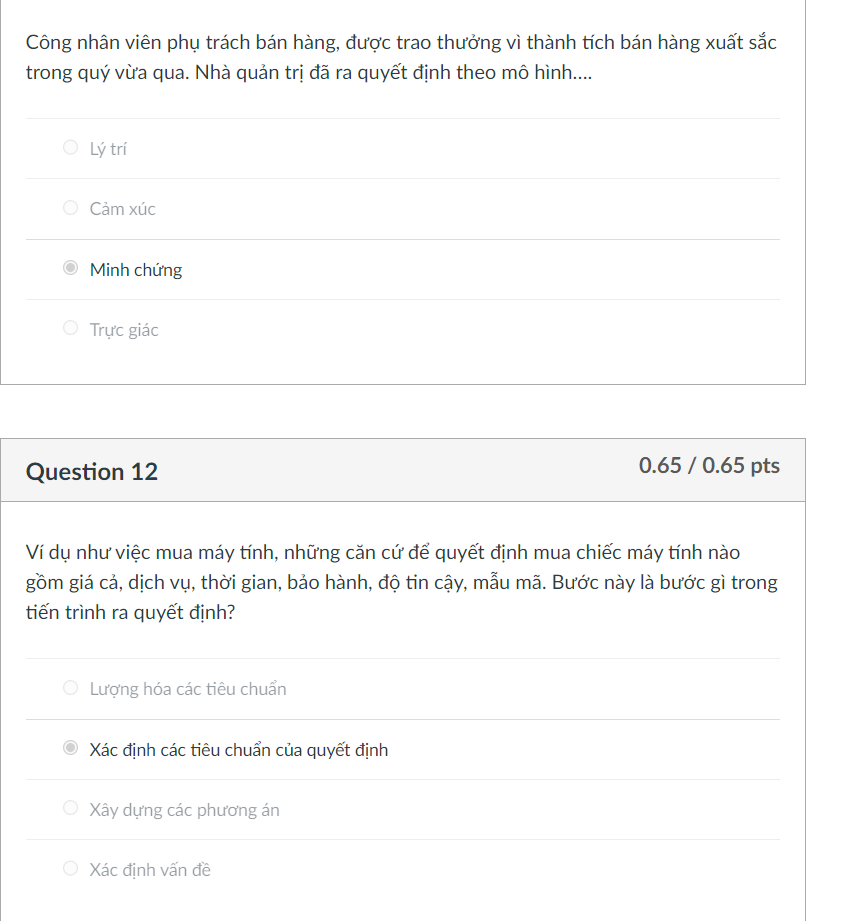 Công nhân viên phụ trách bán hàng, được trao thưởng vì thành tích bán hàng xuất sắc
trong quý vừa qua. Nhà quản trị đã ra quyết định theo mô hình....
Lý trí
Cảm xúc
Minh chứng
Trực giác
Question 12
0.65 / 0.65 pts
Ví dụ như việc mua máy tính, những căn cứ để quyết định mua chiếc máy tính nào
gồm giá cả, dịch vụ, thời gian, bảo hành, độ tin cậy, mẫu mã. Bước này là bước gì trong
tiến trình ra quyết định?
Lượng hóa các tiêu chuẩn
Xác định các tiêu chuẩn của quyết định
Xây dựng các phương án
Xác định vấn đề